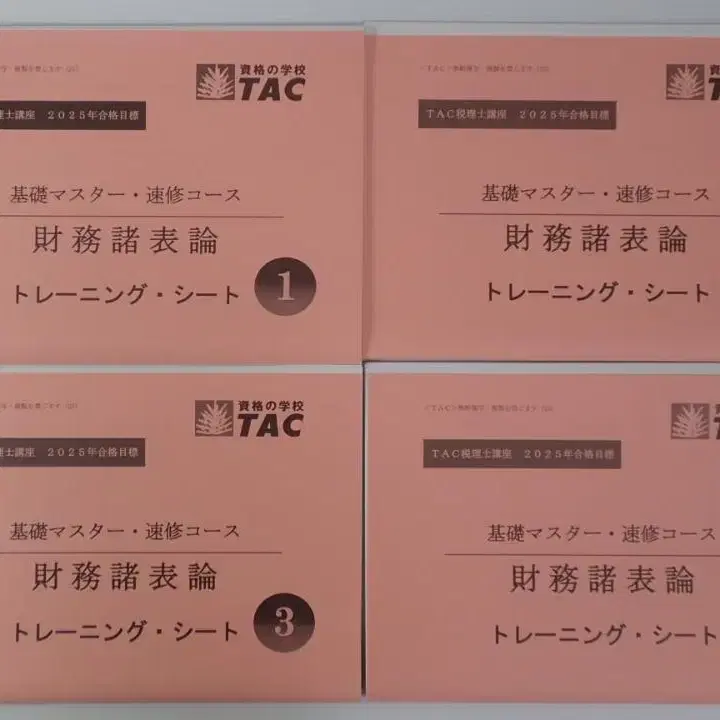 資格の学校
TAC
理士講座 2025年合格目標
基礎マスター・速修コース
財務諸表論
トレーニング・シート
1
TAC税理士講座 2025年合格目標
基礎マスター・速修コース
財務諸表論
トレーニング・シート
資格の学校
TAC
理士講座 2025年合格目標
基礎マスター・速修コース
財務諸表論
トレーニング・シート
3
TAC税理士講座 2025年合格目標
基礎マスター・速修コース
財務諸表論
トレーニング・シート